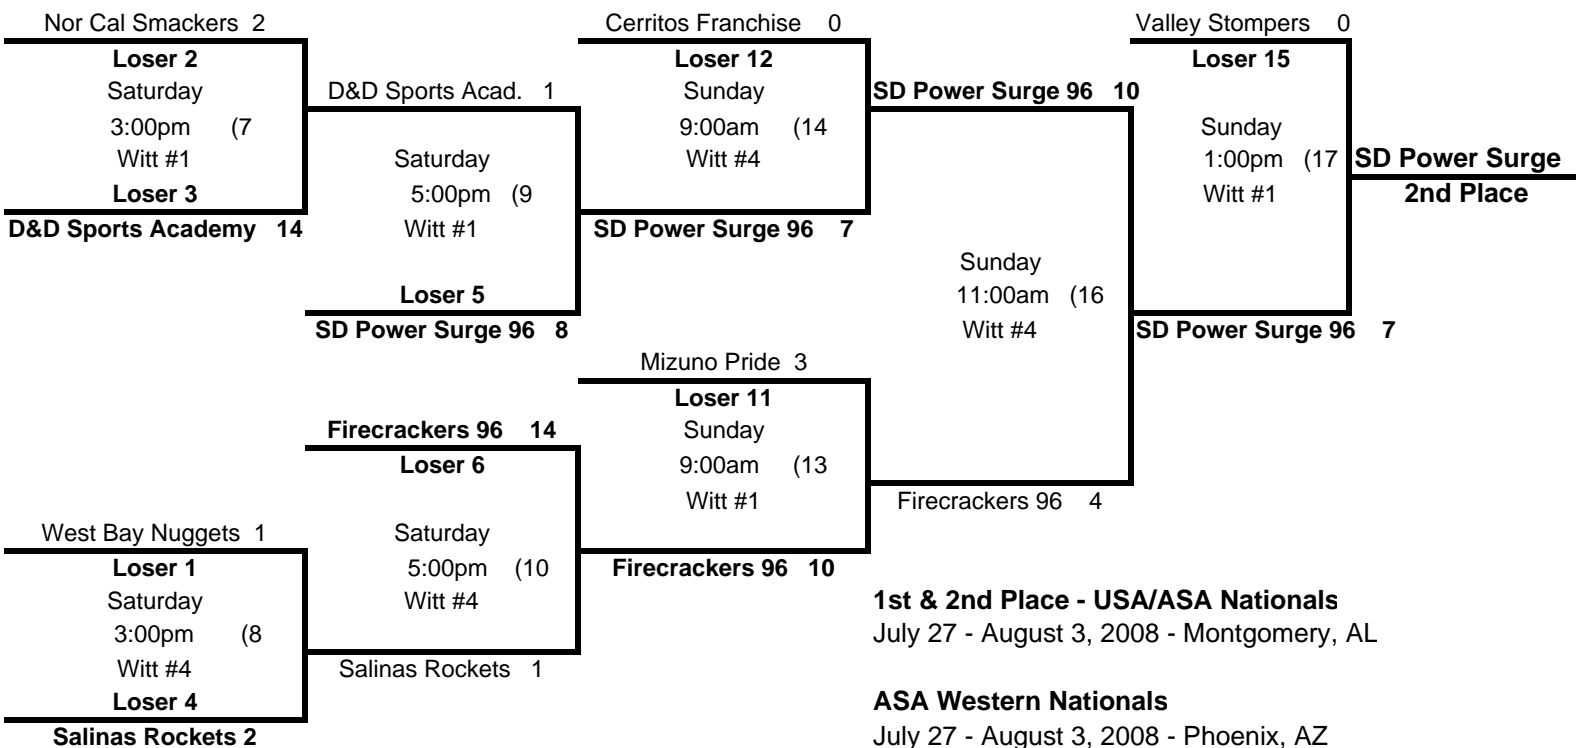 Nor Cal Smackers 2
Loser 2
Saturday
3:00pm (7
Witt #1
Loser 3
D&D Sports Academy 14
D&D Sports Acad. 1
Saturday
5:00pm (9
Witt #1
Loser 5
SD Power Surge 96 8
Cerritos Franchise 0
Loser 12
Sunday
9:00am (14
Witt #4
SD Power Surge 96 7
SD Power Surge 96 10
Sunday
11:00am (16
Witt #4
Firecrackers 96 4
Valley Stompers 0
Loser 15
Sunday
1:00pm (17
Witt #1
SD Power Surge 96 7
SD Power Surge
2nd Place
Mizuno Pride 3
Loser 11
Sunday
9:00am (13
Witt #1
Firecrackers 96 10
Firecrackers 96 14
Loser 6
Saturday
5:00pm (10
Witt #4
Salinas Rockets 1
West Bay Nuggets 1
Loser 1
Saturday
3:00pm (8
Witt #4
Loser 4
Salinas Rockets 2
1st & 2nd Place - USA/ASA Nationals
July 27 - August 3, 2008 - Montgomery, AL
ASA Western Nationals
July 27 - August 3, 2008 - Phoenix, AZ